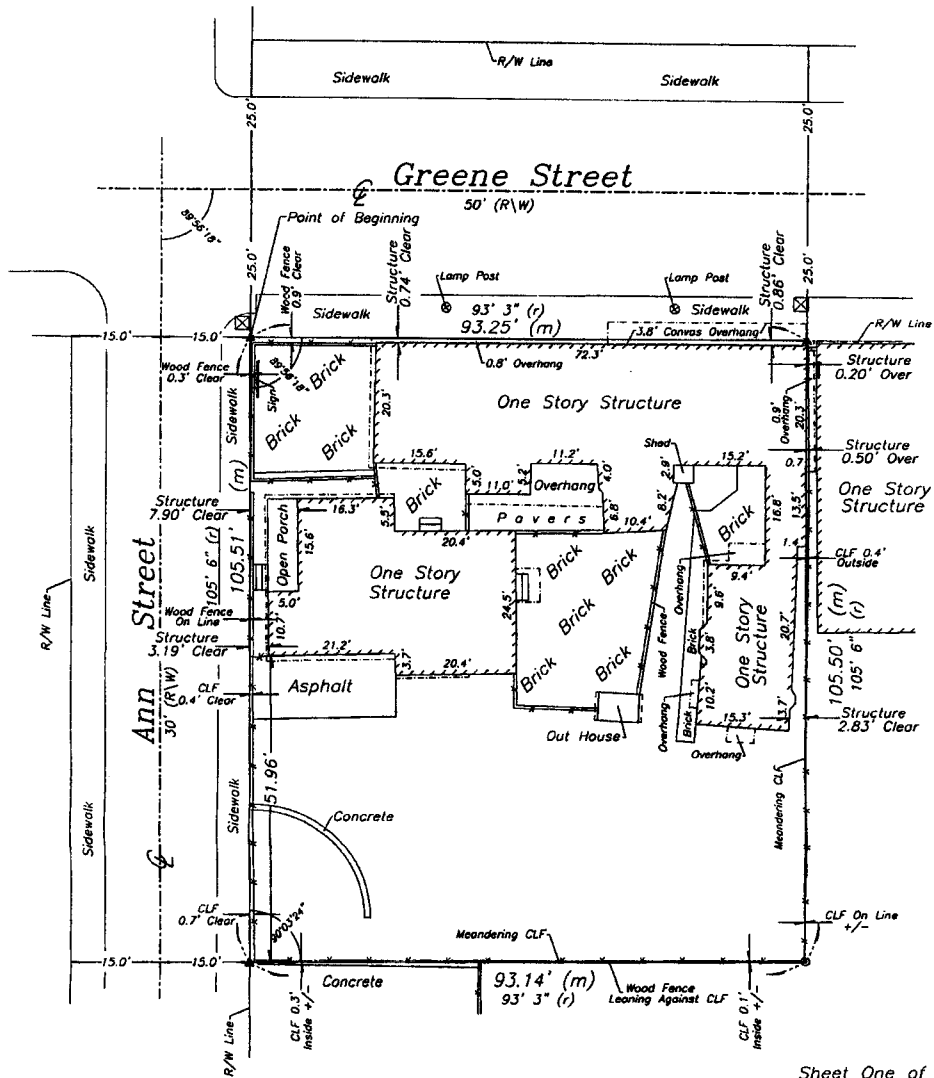 R/W Line
Sidewalk
Sidewalk
25.0'
25.0'
Greene Street
℄
50' (R\W)
89°56'18"
Point of Beginning
25.0'
25.0'
Wood Fence
0.9' Clear
Structure
0.74' Clear
Lamp Post
Lamp Post
Structure
0.86' Clear
Sidewalk
93' 3" (r)
93.25' (m)
Sidewalk
3.8' Canvas Overhang
R/W Line
15.0'
15.0'
0.8' Overhang
72.3'
Wood Fence
0.3' Clear
89°56'18"
Sign
Brick
Brick
Brick
20.3'
One Story Structure
Structure
0.20' Over
0.9'
Overhang
20.3'
Sidewalk
Structure
0.50' Over
0.7'
One Story
Structure
15.6'
5.0'
11.2'
4.0'
5.2'
11.0'
Overhang
Shed
2.9'
15.2'
Brick
Pavers
6.8'
8.2'
16.8'
13.5'
Brick
Structure
7.90' Clear
16.3'
5.5'
20.4'
10.4'
1.4'
CLF 0.4'
Outside
105.51' (m)
105' 6" (r)
Open Porch
15.6'
5.0'
One Story
Structure
24.5'
Brick
Brick
Brick
Brick
Brick
Brick
Wood Fence
Overhang
9.4'
9.6'
3.8'
Brick
One Story
Structure
20.7'
Wood Fence
On Line
10.7'
Structure
3.19' Clear
21.2'
3.7'
20.4'
CLF
0.4' Clear
Asphalt
10.2'
Overhang
Brick
15.3'
13.7'
Overhang
Out House
105.50' (m)
105' 6" (r)
Structure
2.83' Clear
Ann Street
30' (R\W)
R/W Line
Sidewalk
Sidewalk
Sidewalk
Sidewalk
℄
51.96'
Concrete
Meandering CLF
CLF
0.7' Clear
90°03'24"
CLF On Line
+/-
Meandering CLF
15.0'
15.0'
Concrete
93.14' (m)
93' 3" (r)
Wood Fence
Leaning Against CLF
CLF 0.3'
Inside +/-
CLF 0.1'
Inside +/-
R/W Line
Sheet One of